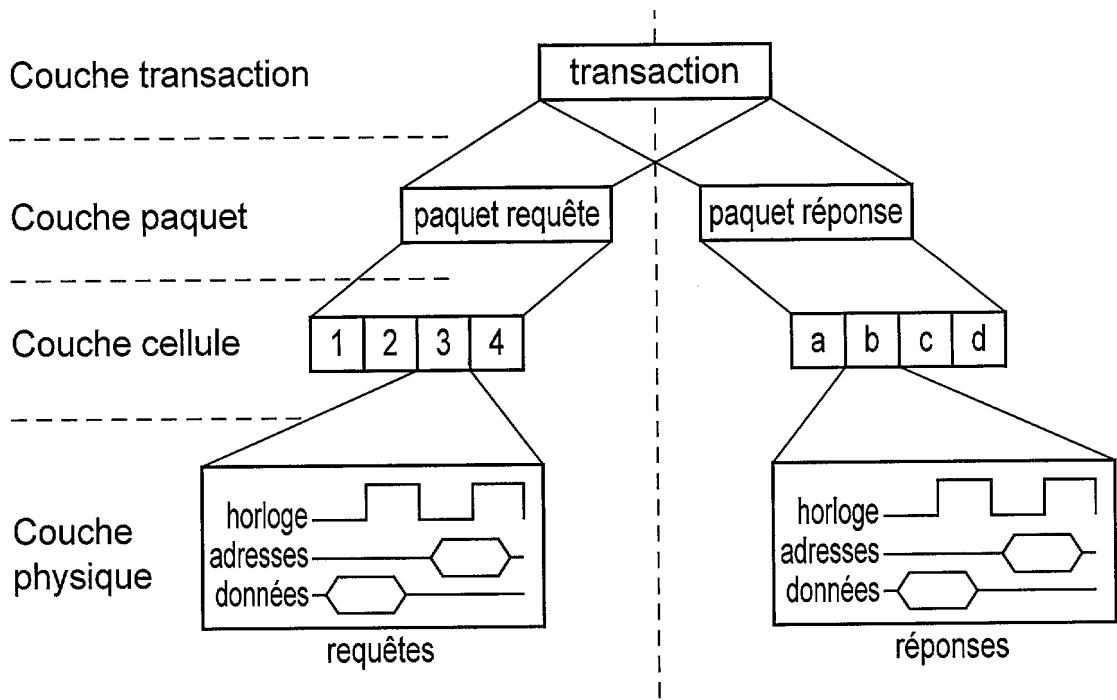 Couche transaction
transaction
Couche paquet
paquet requête
paquet réponse
Couche cellule
1 2 3 4
a b c d
Couche
physique
horloge
adresses
données
requêtes
horloge
adresses
données
réponses